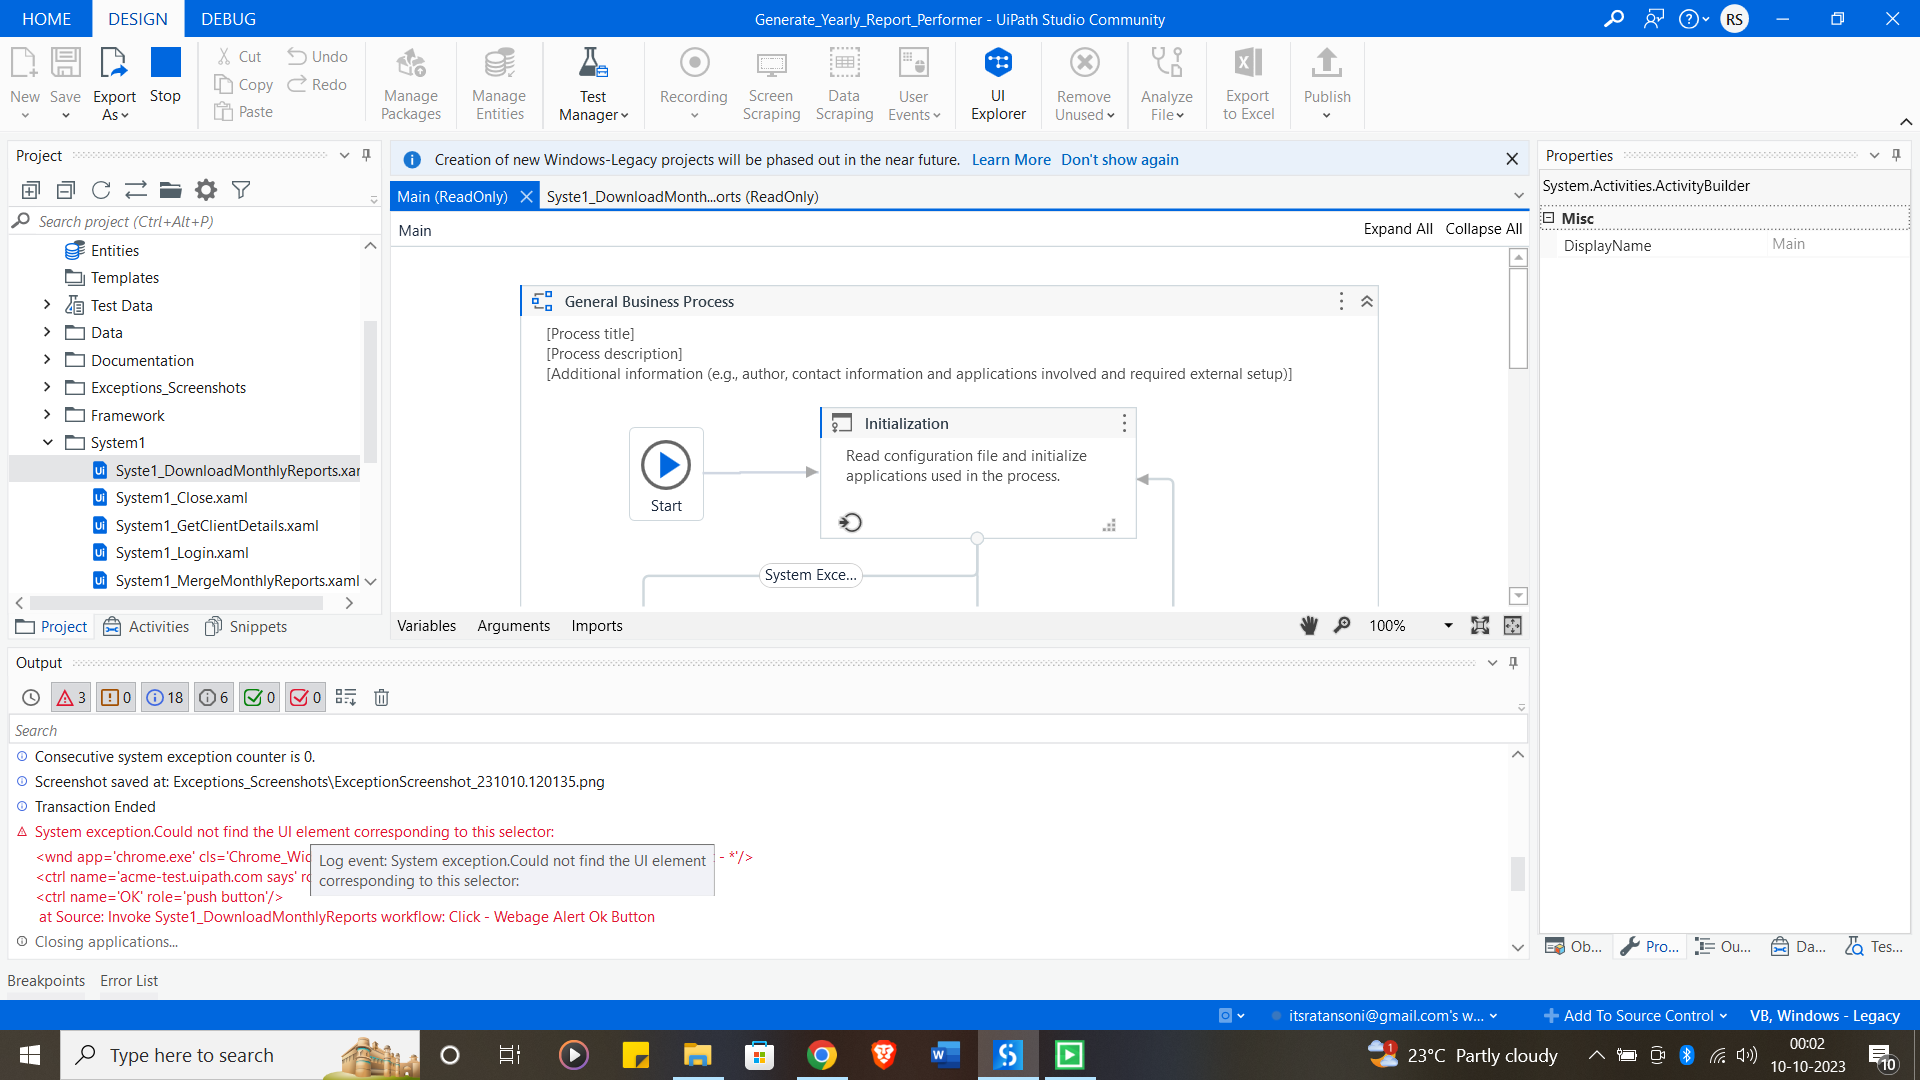 HOME DESIGN DEBUG
Generate_Yearly_Report_Performer - UiPath Studio Community
RS
New
Save
Export As
Stop
Cut
Copy
Paste
Undo
Redo
Manage Packages
Manage Entities
Test Manager
Recording
Screen Scraping
Data Scraping
User Events
UI Explorer
Remove Unused
Analyze File
Export to Excel
Publish
Project
Search project (Ctrl+Alt+P)
Entities
Templates
Test Data
Data
Documentation
Exceptions_Screenshots
Framework
System1
Syste1_DownloadMonthlyReports.xar
System1_Close.xaml
System1_GetClientDetails.xaml
System1_Login.xaml
System1_MergeMonthlyReports.xaml
Project Activities Snippets
Creation of new Windows-Legacy projects will be phased out in the near future. Learn More Don't show again
Main (ReadOnly) Syste1_DownloadMonth...orts (ReadOnly)
Main
Expand All Collapse All
General Business Process
[Process title]
[Process description]
[Additional information (e.g., author, contact information and applications involved and required external setup)]
Start
Initialization
Read configuration file and initialize
applications used in the process.
System Exce...
Variables Arguments Imports
100%
Properties
System.Activities.ActivityBuilder
Misc
DisplayName Main
Ob... Pro... Ou... Da... Tes...
Output
3 0 18 6 0 0
Search
Consecutive system exception counter is 0.
Screenshot saved at: Exceptions_Screenshots\ExceptionScreenshot_231010.120135.png
Transaction Ended
System exception.Could not find the UI element corresponding to this selector:
<wnd app='chrome.exe' cls='Chrome_Wid - *'/>
<ctrl name='acme-test.uipath.com says' ro
<ctrl name='OK' role='push button'/>
at Source: Invoke Syste1_DownloadMonthlyReports workflow: Click - Webage Alert Ok Button
Closing applications...
Log event: System exception.Could not find the UI element
corresponding to this selector:
Breakpoints Error List
itsratansoni@gmail.com's w...
Add To Source Control
VB, Windows - Legacy
Type here to search
1
23°C Partly cloudy
00:02
10-10-2023
10